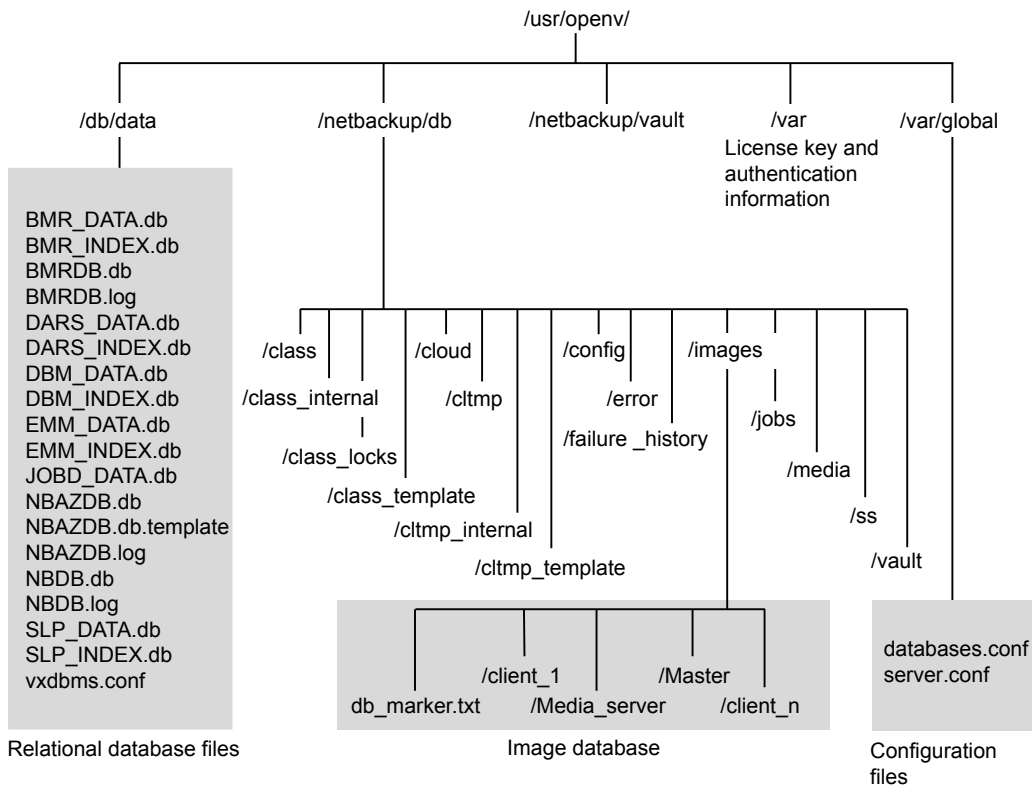 /usr/openv/
/db/data
/netbackup/db
/netbackup/vault
/var
/var/global
License key and
authentication
information
BMR_DATA.db
BMR_INDEX.db
BMRDB.db
BMRDB.log
DARS_DATA.db
DARS_INDEX.db
DBM_DATA.db
DBM_INDEX.db
EMM_DATA.db
EMM_INDEX.db
JOBD_DATA.db
NBAZDB.db
NBAZDB.db.template
NBAZDB.log
NBDB.db
NBDB.log
SLP_DATA.db
SLP_INDEX.db
vxdbms.conf
Relational database files
/class
/cloud
/config
/images
/class_internal
/cltmp
/error
/jobs
/failure _history
/class_locks
/media
/class_template
/ss
/cltmp_internal
/vault
/cltmp_template
/client_1
/Master
db_marker.txt
/Media_server
/client_n
Image database
databases.conf
server.conf
Configuration
files